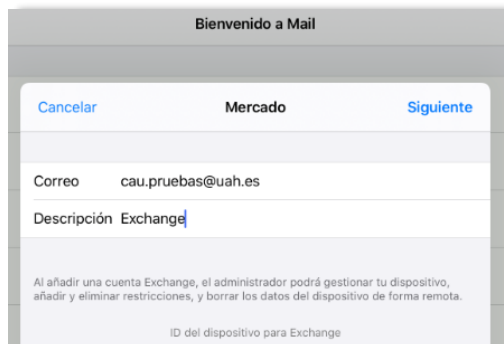 Bienvenido a Mail
Cancelar Mercado Siguiente
Correo cau.pruebas@uah.es
Descripción Exchange
Al añadir una cuenta Exchange, el administrador podrá gestionar tu dispositivo,
añadir y eliminar restricciones, y borrar los datos del dispositivo de forma remota.
ID del dispositivo para Exchange